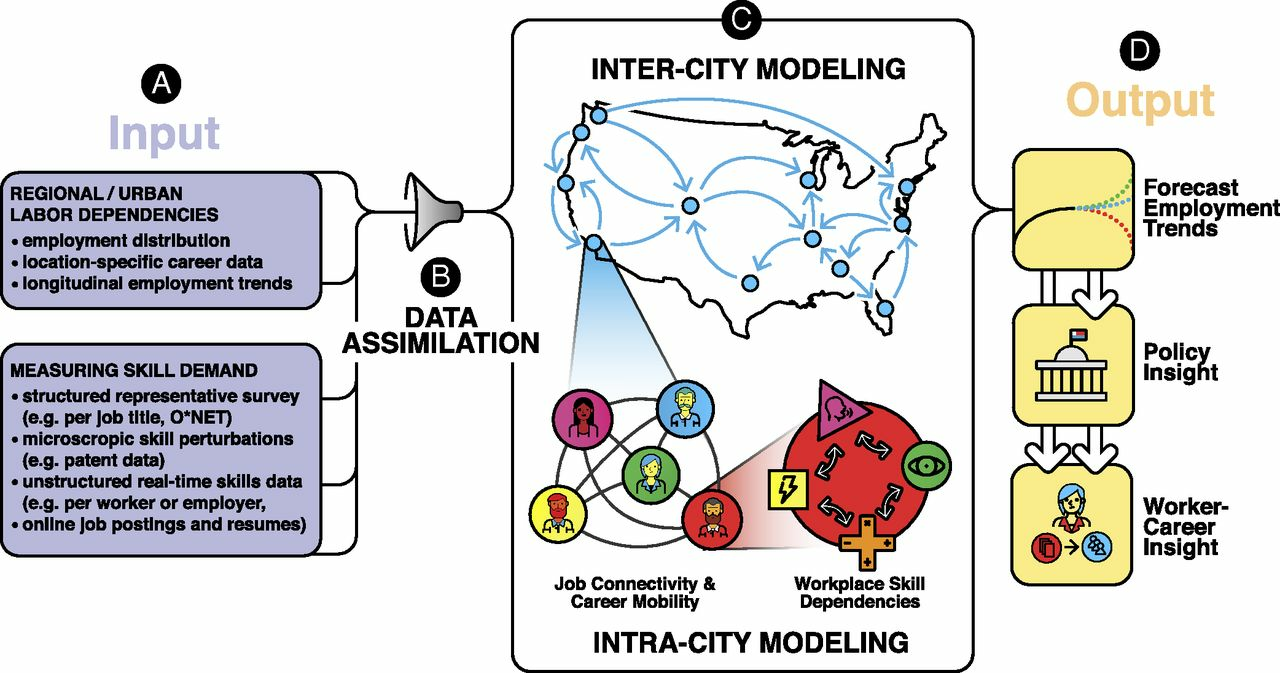 A
Input
REGIONAL / URBAN
LABOR DEPENDENCIES
• employment distribution
• location-specific career data
• longitudinal employment trends
MEASURING SKILL DEMAND
• structured representative survey
(e.g. per job title, O*NET)
• microscropic skill perturbations
(e.g. patent data)
• unstructured real-time skills data
(e.g. per worker or employer,
• online job postings and resumes)
B
DATA
ASSIMILATION
C
INTER-CITY MODELING
Job Connectivity &
Career Mobility
Workplace Skill
Dependencies
INTRA-CITY MODELING
D
Output
Forecast
Employment
Trends
Policy
Insight
Worker-
Career
Insight